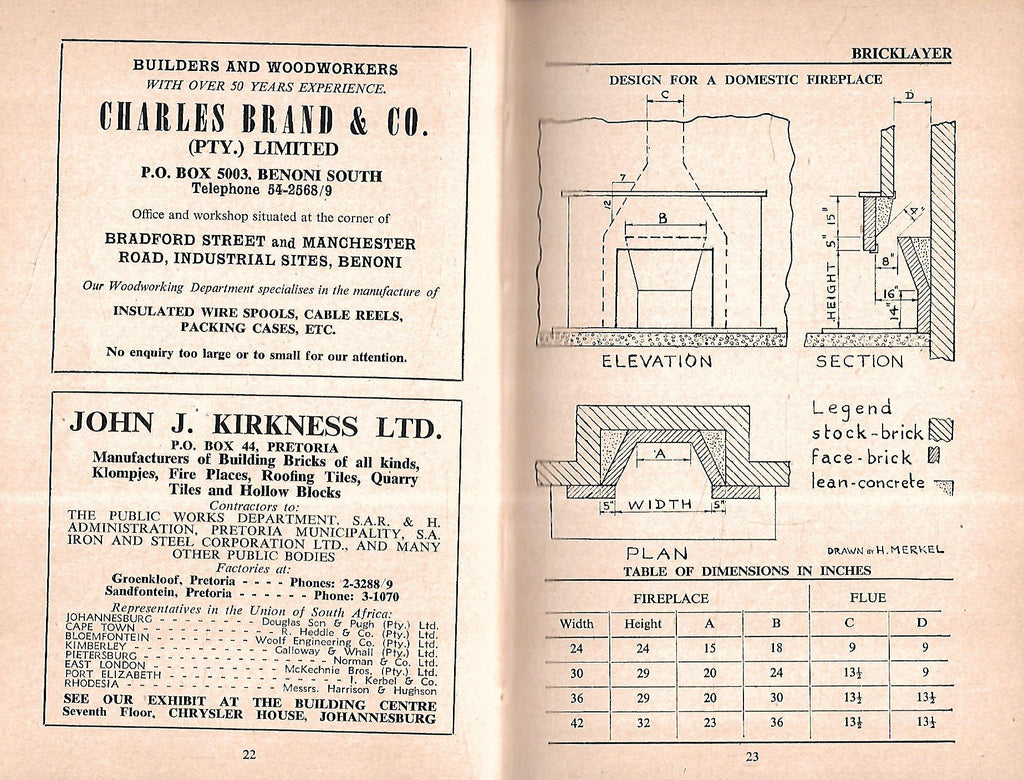 BUILDERS AND WOODWORKERS
WITH OVER 50 YEARS EXPERIENCE.
CHARLES BRAND & CO.
(PTY.) LIMITED
P.O. BOX 5003, BENONI SOUTH
Telephone 54-2568/9
Office and workshop situated at the corner of
BRADFORD STREET and MANCHESTER
ROAD, INDUSTRIAL SITES, BENONI
Our Woodworking Department specialises in the manufacture of
INSULATED WIRE SPOOLS, CABLE REELS,
PACKING CASES, ETC.
No enquiry too large or to small for our attention.
JOHN J. KIRKNESS LTD.
P.O. BOX 44, PRETORIA
Manufacturers of Building Bricks of all kinds,
Klompjes, Fire Places, Roofing Tiles, Quarry
Tiles and Hollow Blocks
Contractors to:
THE PUBLIC WORKS DEPARTMENT, S.A.R. & H.
ADMINISTRATION, PRETORIA MUNICIPALITY, S.A.
IRON AND STEEL CORPORATION LTD., AND MANY
OTHER PUBLIC BODIES
Factories at:
Groenkloof, Pretoria - - - - Phones: 2-3288/9
Sandfontein, Pretoria - - - - - - Phone: 3-1070
Representatives in the Union of South Africa:
JOHANNESBURG - - - - - - - - - Douglas Son & Pugh (Pty.) Ltd.
CAPE TOWN - - - - - - - - - - - R. Heddle & Co. (Pty.) Ltd.
BLOEMFONTEIN - - - - - - - - - Woolf Engineering Co. (Pty.) Ltd.
KIMBERLEY - - - - - - - - - - - Galloway & Whall (Pty.) Ltd.
PIETERSBURG - - - - - - - - - - - - - Norman & Co. Ltd.
EAST LONDON - - - - - - - - - - - McKechnie Bros. (Pty.) Ltd.
PORT ELIZABETH - - - - - - - - - - - - - I. Kerbel & Co.
RHODESIA - - - - - - - - - - - - Messrs. Harrison & Hughson
SEE OUR EXHIBIT AT THE BUILDING CENTRE
Seventh Floor, CHRYSLER HOUSE, JOHANNESBURG
22
BRICKLAYER
DESIGN FOR A DOMESTIC FIREPLACE
C
7
12
B
ELEVATION
D
15"
4"
5"
8"
HEIGHT
16"
14"
SECTION
A
5" WIDTH 5"
PLAN
Legend
stock-brick
face-brick
lean-concrete
DRAWN BY H. MERKEL
TABLE OF DIMENSIONS IN INCHES
FIREPLACE FLUE
Width Height A B C D
24 24 15 18 9 9
30 29 20 24 13½ 9
36 29 20 30 13½ 13½
42 32 23 36 13½ 13½
23